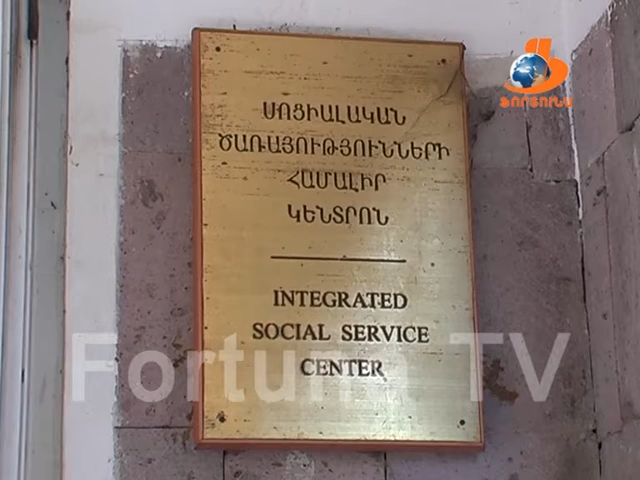 ՖՈՐՏՈՒՆԱ
ՍՈՑԻԱԼԱԿԱՆ
ԾԱՌԱՅՈՒԹՅՈՒՆՆԵՐԻ
ՀԱՄԱԼԻՐ
ԿԵՆՏՐՈՆ
INTEGRATED
SOCIAL SERVICE
CENTER
Fortuna TV